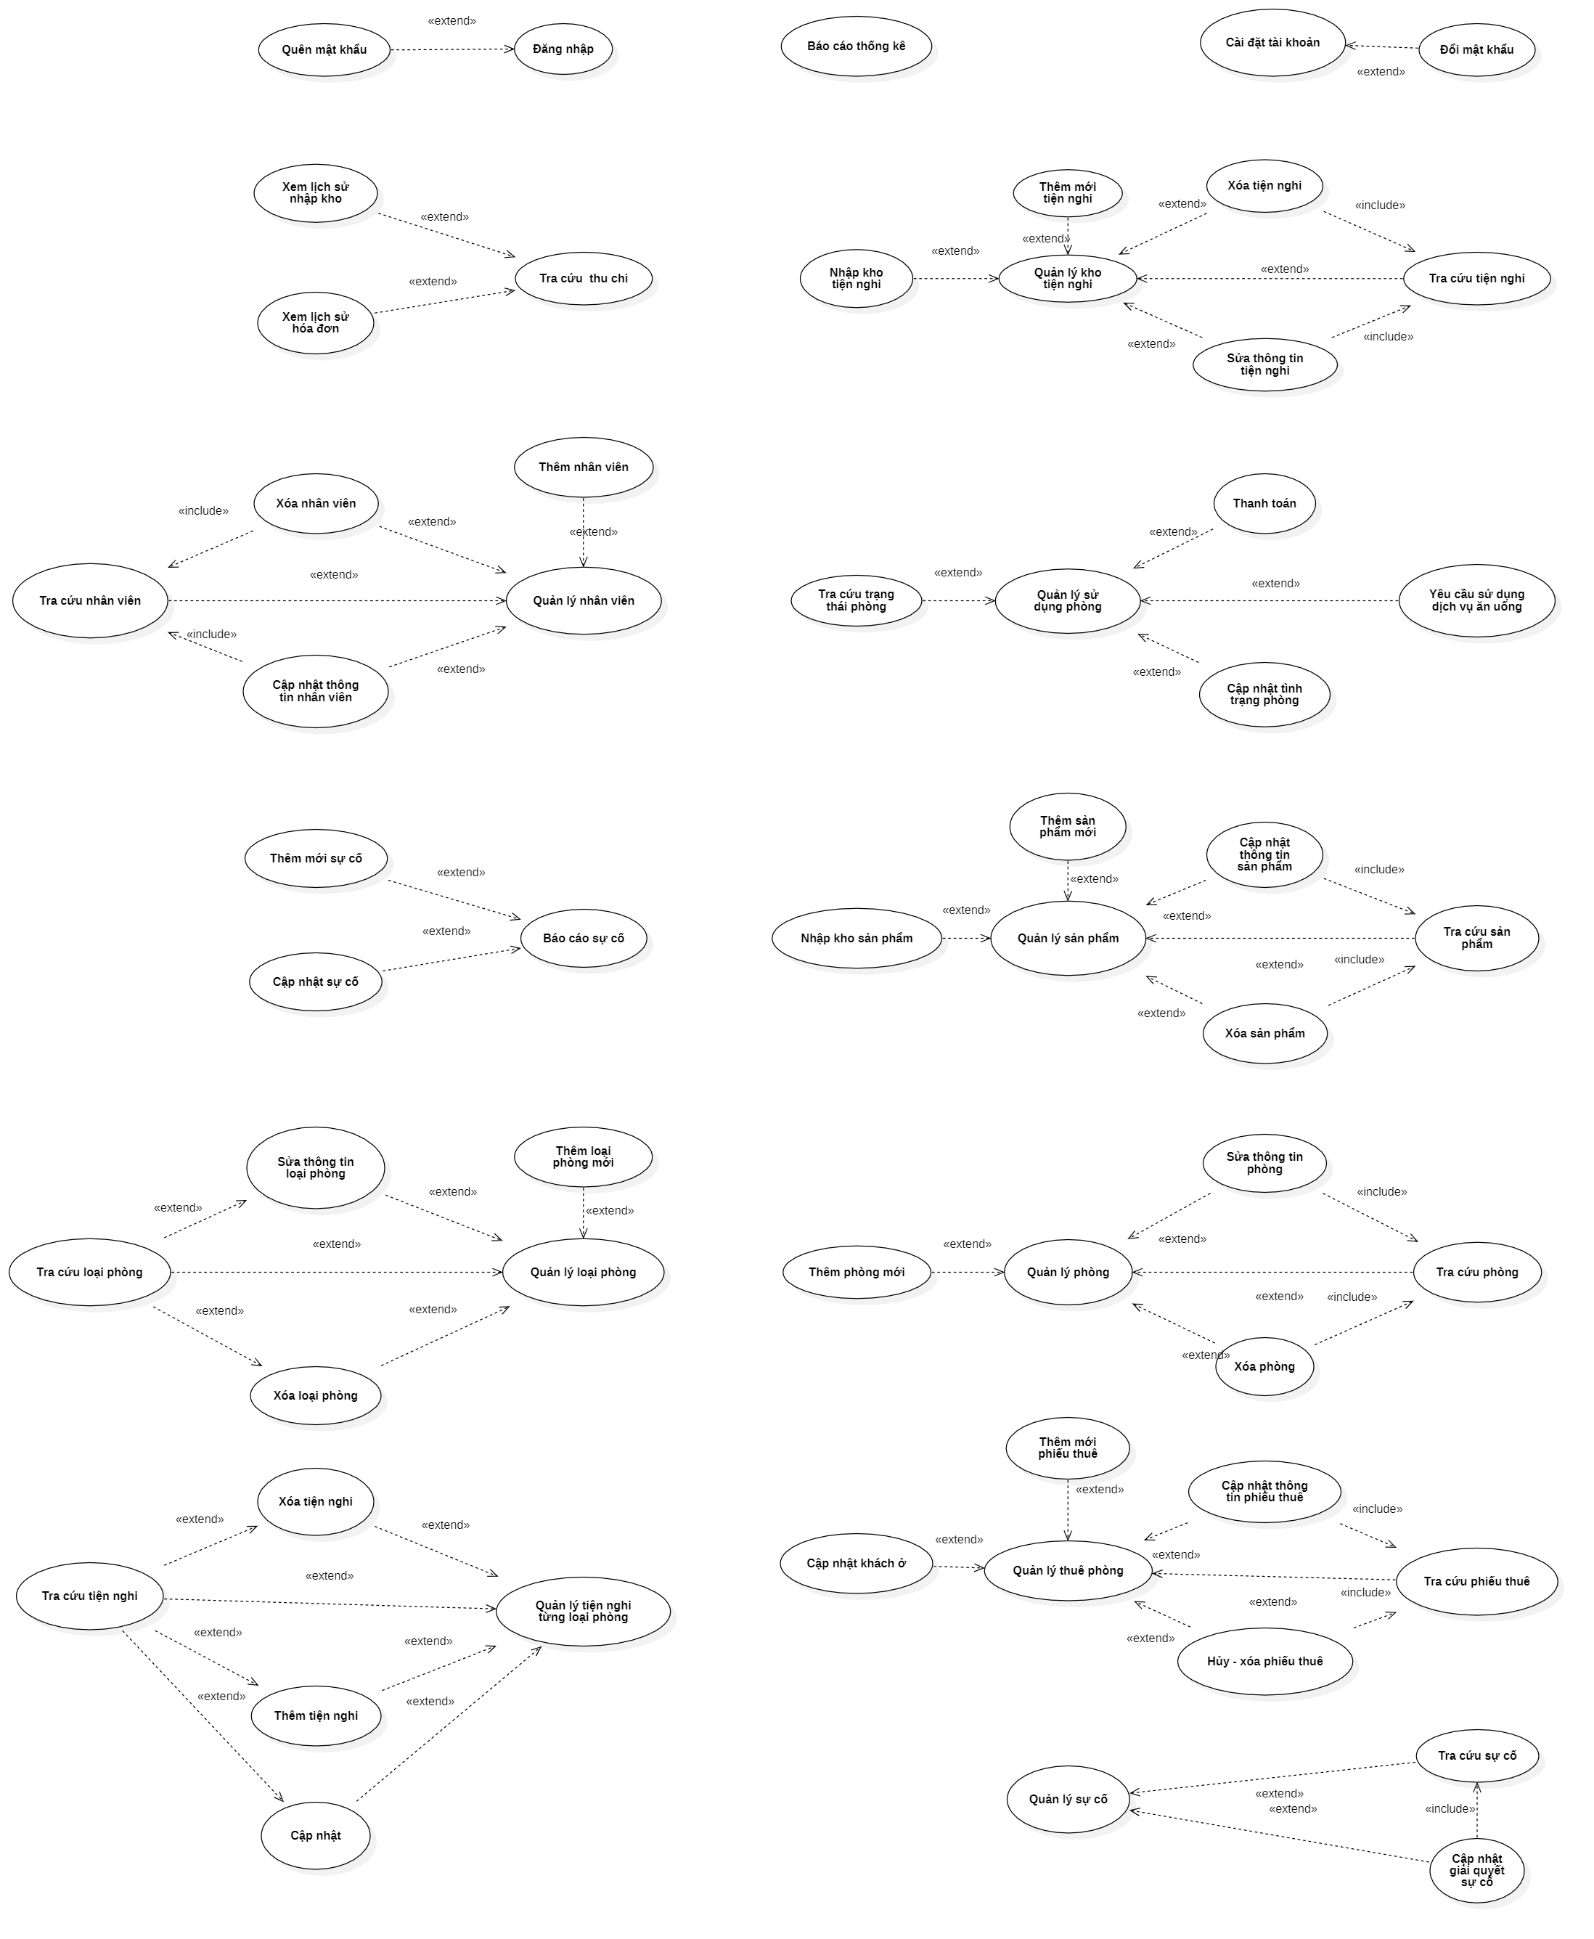 «extend»
Quên mật khẩu
Đăng nhập
Báo cáo thống kê
Cài đặt tài khoản
Đổi mật khẩu
«extend»
Xem lịch sử
nhập kho
«extend»
Tra cứu  thu chi
«extend»
Xem lịch sử
hóa đơn
Thêm mới
tiện nghi
Xóa tiện nghi
«extend»
«include»
«extend»
«extend»
Nhập kho
tiện nghi
Quản lý kho
tiện nghi
«extend»
Tra cứu tiện nghi
«extend»
«include»
Sửa thông tin
tiện nghi
Thêm nhân viên
Xóa nhân viên
«include»
«extend»
«extend»
«extend»
Tra cứu nhân viên
Quản lý nhân viên
«include»
«extend»
Cập nhật thông
tin nhân viên
Thanh toán
«extend»
«extend»
«extend»
Tra cứu trạng
thái phòng
Quản lý sử
dụng phòng
Yêu cầu sử dụng
dịch vụ ăn uống
«extend»
Cập nhật tình
trạng phòng
Thêm mới sự cố
«extend»
«extend»
Báo cáo sự cố
Cập nhật sự cố
Thêm sản
phẩm mới
Cập nhật
thông tin
sản phẩm
«include»
«extend»
«extend»
«extend»
Nhập kho sản phẩm
Quản lý sản phẩm
Tra cứu sản
phẩm
«extend»
«include»
«extend»
Xóa sản phẩm
Sửa thông tin
loại phòng
Thêm loại
phòng mới
«extend»
«extend»
«extend»
«extend»
Tra cứu loại phòng
Quản lý loại phòng
«extend»
«extend»
Xóa loại phòng
Sửa thông tin
phòng
«include»
«extend»
«extend»
Thêm phòng mới
Quản lý phòng
Tra cứu phòng
«extend»
«include»
«extend»
Xóa phòng
Xóa tiện nghi
«extend»
«extend»
«extend»
Tra cứu tiện nghi
Quản lý tiện nghi
từng loại phòng
«extend»
«extend»
«extend»
«extend»
Thêm tiện nghi
Cập nhật
Thêm mới
phiếu thuê
«extend»
Cập nhật thông
tin phiếu thuê
«include»
«extend»
«extend»
Cập nhật khách ở
Quản lý thuê phòng
Tra cứu phiếu thuê
«include»
«extend»
«extend»
Hủy - xóa phiếu thuê
Tra cứu sự cố
Quản lý sự cố
«extend»
«extend»
«include»
Cập nhật
giải quyết
sự cố